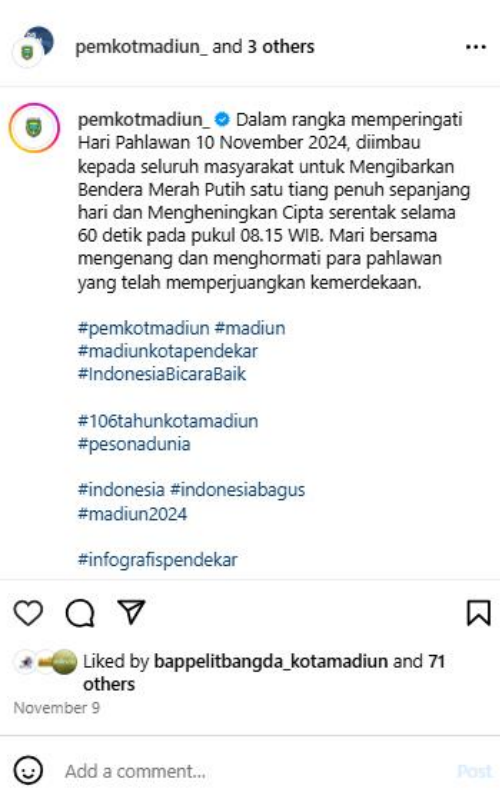 pemkotmadiun_ and 3 others
pemkotmadiun_ Dalam rangka memperingati
Hari Pahlawan 10 November 2024, diimbau
kepada seluruh masyarakat untuk Mengibarkan
Bendera Merah Putih satu tiang penuh sepanjang
hari dan Mengheningkan Cipta serentak selama
60 detik pada pukul 08.15 WIB. Mari bersama
mengenang dan menghormati para pahlawan
yang telah memperjuangkan kemerdekaan.
#pemkotmadiun #madiun
#madiunkotapendekar
#IndonesiaBicaraBaik
#106tahunkotamadiun
#pesonadunia
#indonesia #indonesiabagus
#madiun2024
#infografispendekar
Liked by bappelitbangda_kotamadiun and 71
others
November 9
Add a comment...
Post